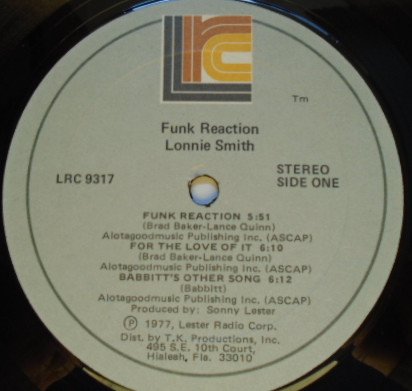 lrc
Tm
Funk Reaction
Lonnie Smith
LRC 9317
STEREO
SIDE ONE
FUNK REACTION 5:51
(Brad Baker-Lance Quinn)
Alotagoodmusic Publishing Inc. (ASCAP)
FOR THE LOVE OF IT 6:10
(Brad Baker-Lance Quinn)
Alotagoodmusic Publishing Inc. (ASCAP)
BABBITT'S OTHER SONG 6:12
(Babbitt)
Alotagoodmusic Publishing Inc. (ASCAP)
Produced by: Sonny Lester
℗ 1977, Lester Radio Corp.
Dist. by T.K. Productions, Inc.
495 S.E. 10th Court,
Hialeah, Fla. 33010